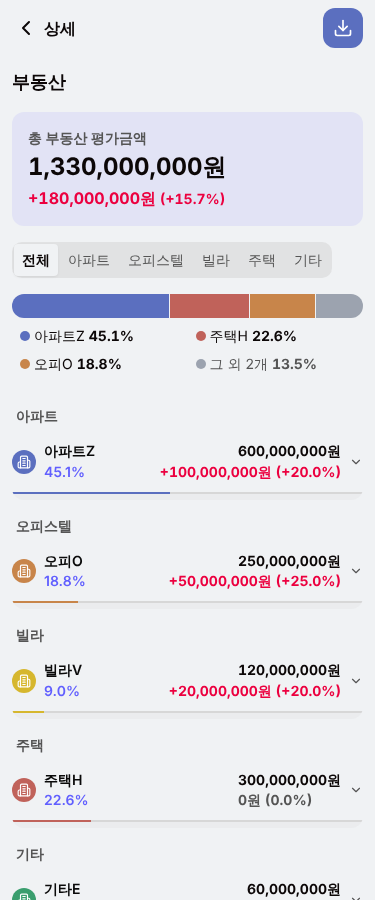 상세
부동산
총 부동산 평가금액
1,330,000,000원
+180,000,000원 (+15.7%)
전체 아파트 오피스텔 빌라 주택 기타
아파트Z 45.1% 주택H 22.6%
오피O 18.8% 그 외 2개 13.5%
아파트
아파트Z 600,000,000원
45.1% +100,000,000원 (+20.0%)
오피스텔
오피O 250,000,000원
18.8% +50,000,000원 (+25.0%)
빌라
빌라V 120,000,000원
9.0% +20,000,000원 (+20.0%)
주택
주택H 300,000,000원
22.6% 0원 (0.0%)
기타
기타E 60,000,000원